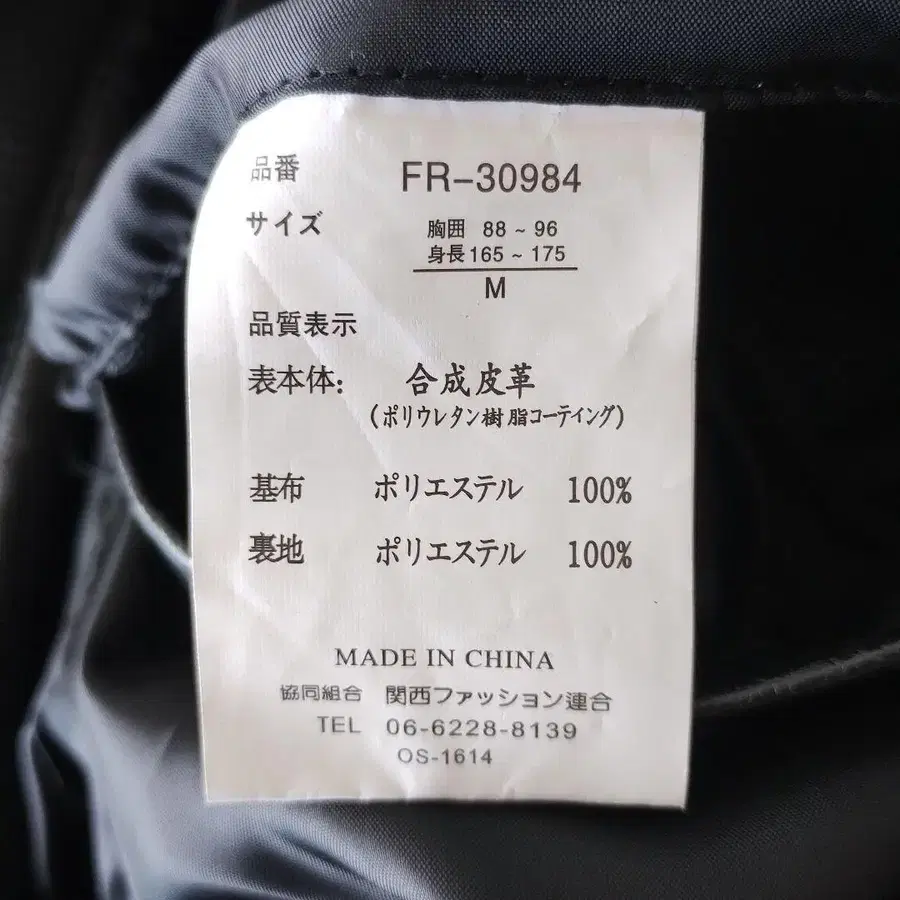 品番 FR-30984
サイズ 胸囲 88 ~ 96
身長 165 ~ 175
M
品質表示
表本体: 合成皮革
(ポリウレタン樹脂コーティング)
基布 ポリエステル 100%
裏地 ポリエステル 100%
MADE IN CHINA
協同組合 関西ファッション連合
TEL 06-6228-8139
OS-1614